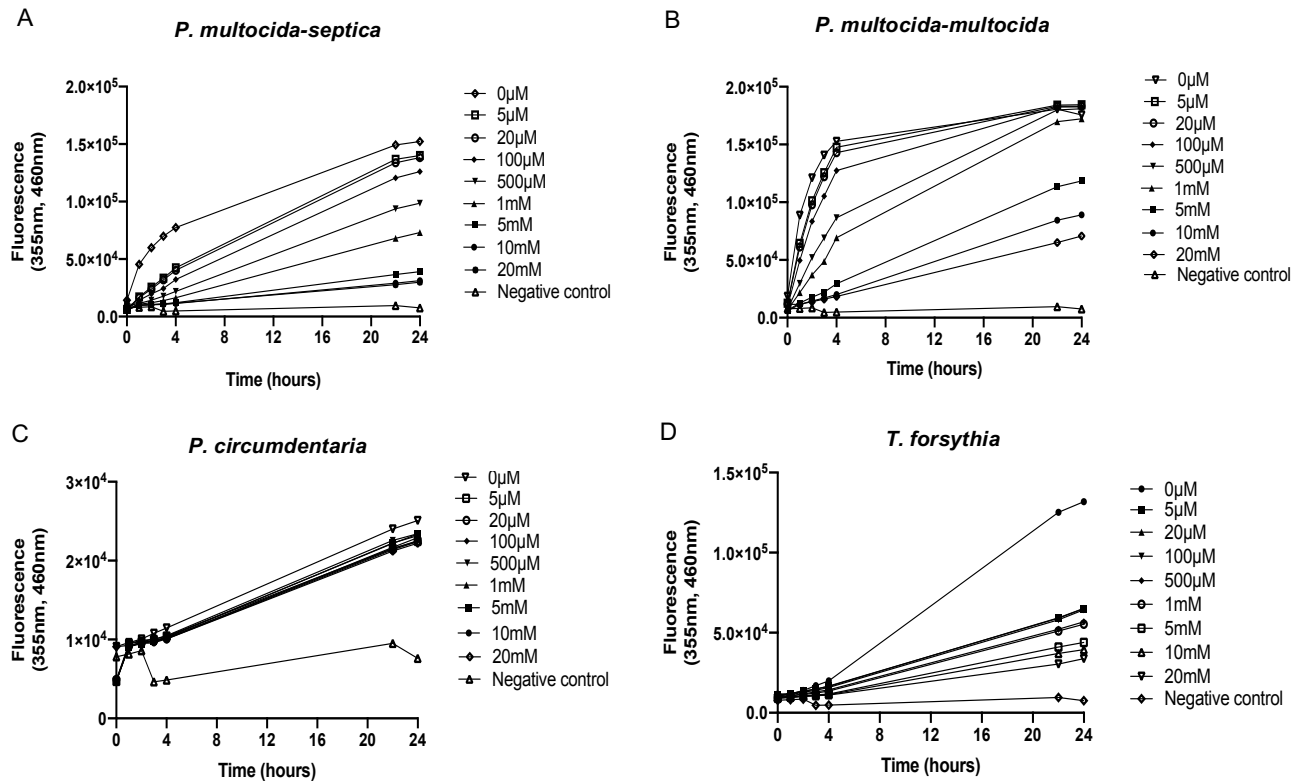 A
P. multocida-septica
Fluorescence
(355nm, 460nm)
2.0×10⁵
1.5×10⁵
1.0×10⁵
5.0×10⁴
0.0
0 4 8 12 16 20 24
Time (hours)
0µM
5µM
20µM
100µM
500µM
1mM
5mM
10mM
20mM
Negative control
B
P. multocida-multocida
Fluorescence
(355nm, 460nm)
2.0×10⁵
1.5×10⁵
1.0×10⁵
5.0×10⁴
0.0
0 4 8 12 16 20 24
Time (hours)
0µM
5µM
20µM
100µM
500µM
1mM
5mM
10mM
20mM
Negative control
C
P. circumdentaria
Fluorescence
(355nm, 460nm)
3×10⁴
2×10⁴
1×10⁴
0
0 4 8 12 16 20 24
Time (hours)
0µM
5µM
20µM
100µM
500µM
1mM
5mM
10mM
20mM
Negative control
D
T. forsythia
Fluorescence
(355nm, 460nm)
1.5×10⁵
1.0×10⁵
5.0×10⁴
0.0
0 4 8 12 16 20 24
Time (hours)
0µM
5µM
20µM
100µM
500µM
1mM
5mM
10mM
20mM
Negative control